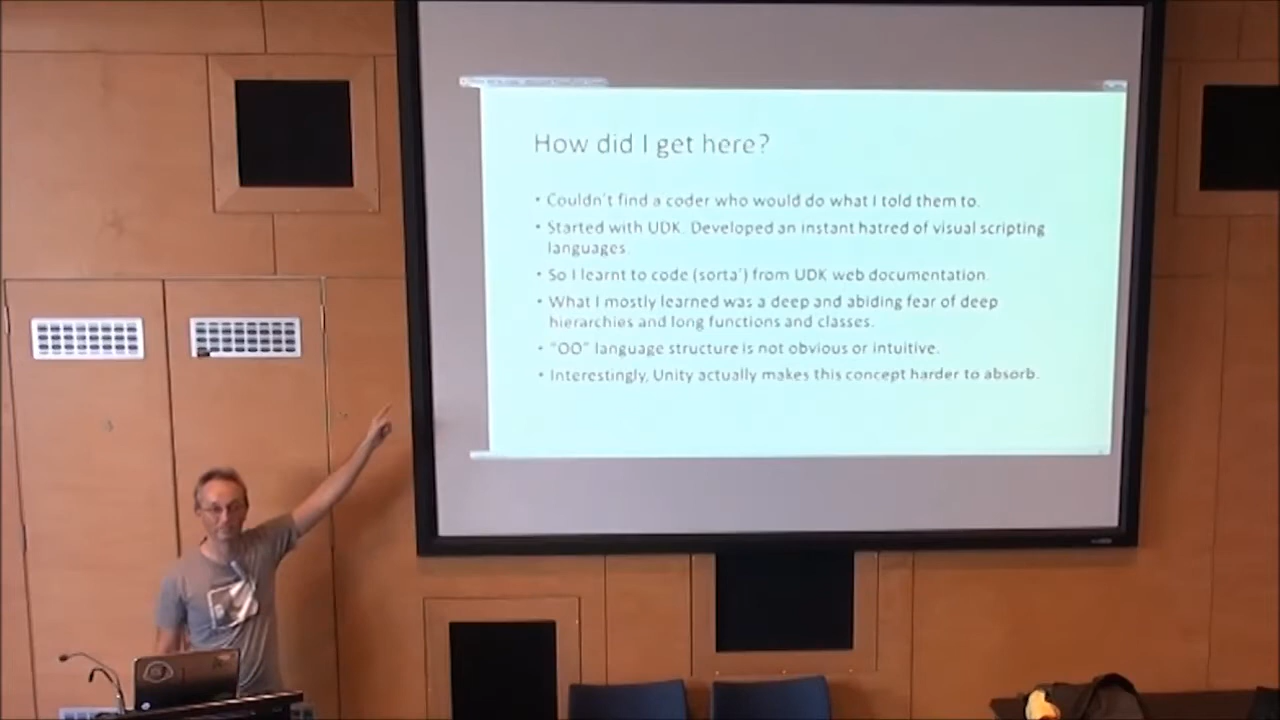 How did I get here?
• Couldn't find a coder who would do what I told them to.
• Started with UDK. Developed an instant hatred of visual scripting
languages.
• So I learnt to code (sorta') from UDK web documentation.
• What I mostly learned was a deep and abiding fear of deep
hierarchies and long functions and classes.
• "OO" language structure is not obvious or intuitive.
• Interestingly, Unity actually makes this concept harder to absorb.